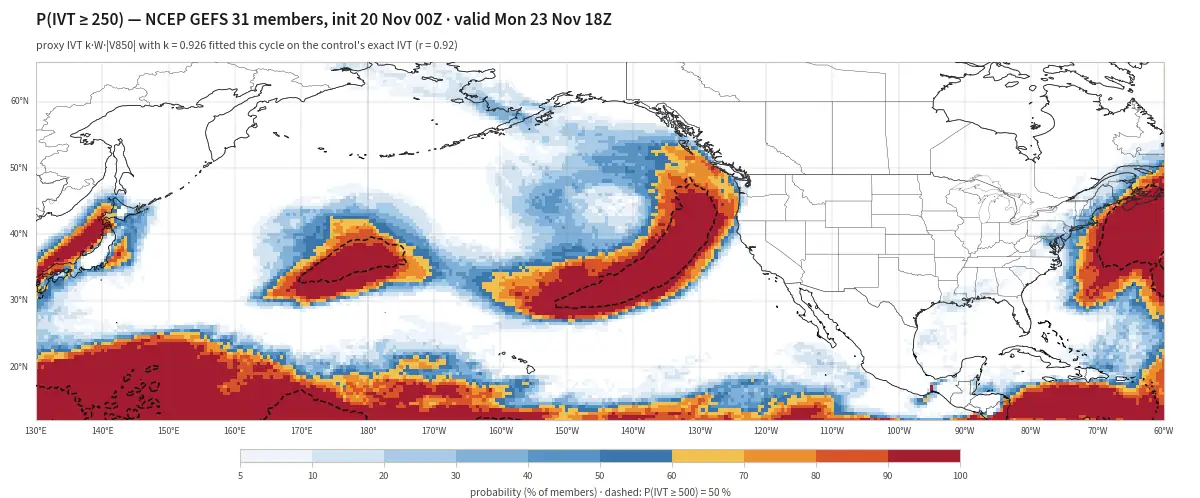 P(IVT ≥ 250) — NCEP GEFS 31 members, init 20 Nov 00Z · valid Mon 23 Nov 18Z
proxy IVT k·W·|V850| with k = 0.926 fitted this cycle on the control's exact IVT (r = 0.92)
60°N
50°N
40°N
30°N
20°N
130°E 140°E 150°E 160°E 170°E 180° 170°W 160°W 150°W 140°W 130°W 120°W 110°W 100°W 90°W 80°W 70°W 60°W
5 10 20 30 40 50 60 70 80 90 100
probability (% of members) · dashed: P(IVT ≥ 500) = 50 %